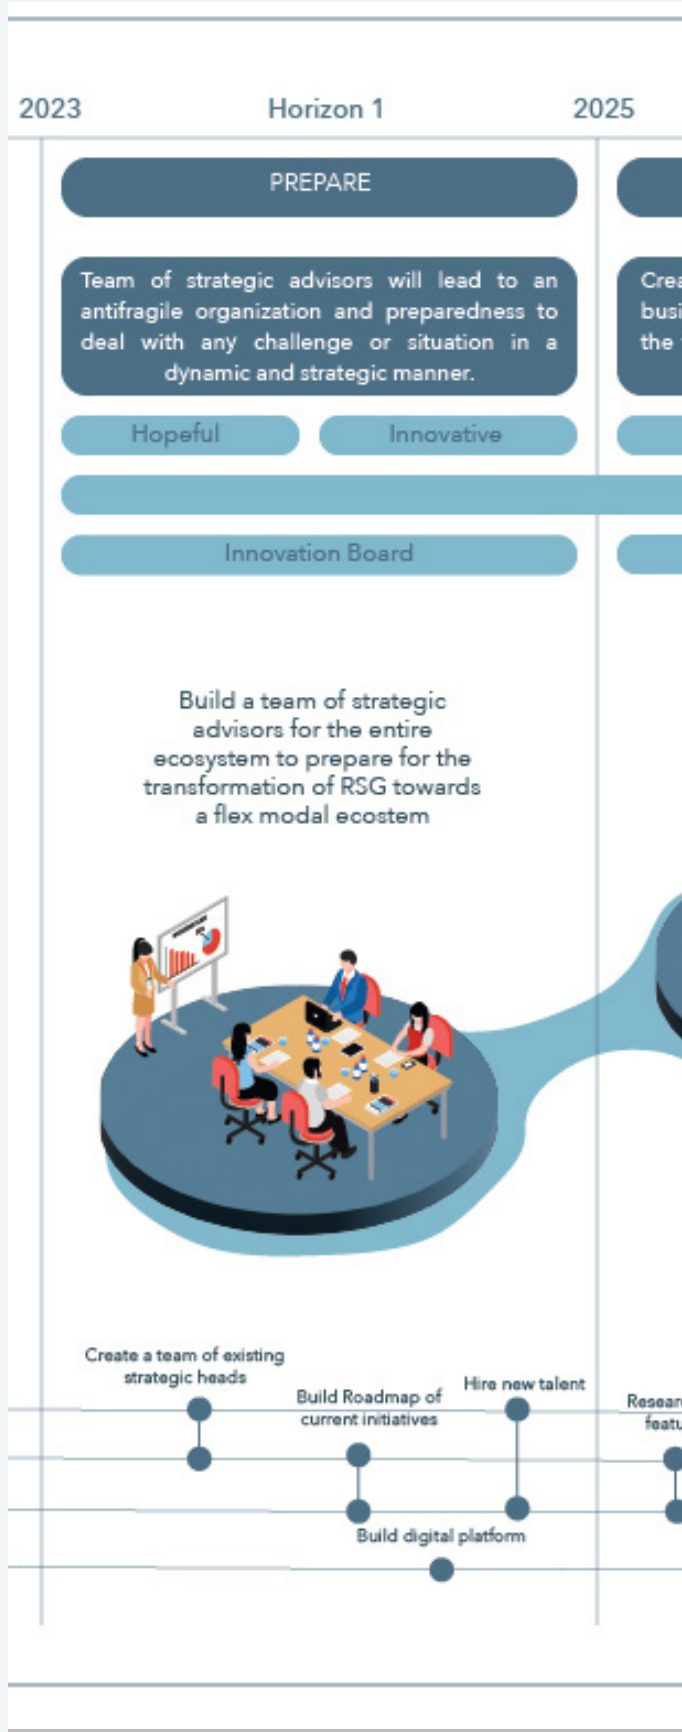 2023 Horizon 1 2025
PREPARE
Team of strategic advisors will lead to an
antifragile organization and preparedness to
deal with any challenge or situation in a
dynamic and strategic manner.
busi
the
Hopeful Innovative
Innovation Board
Build a team of strategic
advisors for the entire
ecosystem to prepare for the
transformation of RSG towards
a flex modal ecostem
Create a team of existing
strategic heads
Build Roadmap of
current initiatives
Hire new talent
Build digital platform